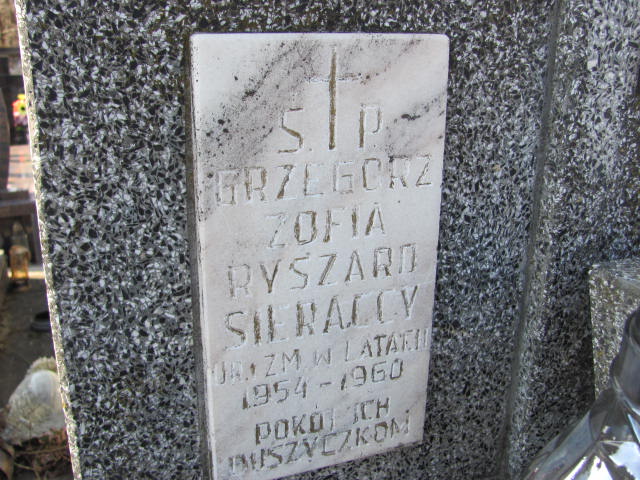 Ś. P.
GRZEGORZ
ZOFIA
RYSZARD
SIERACCY
UR. I ZM. W LATACH
1954 - 1960
POKÓJ ICH
DUSZYCZKOM